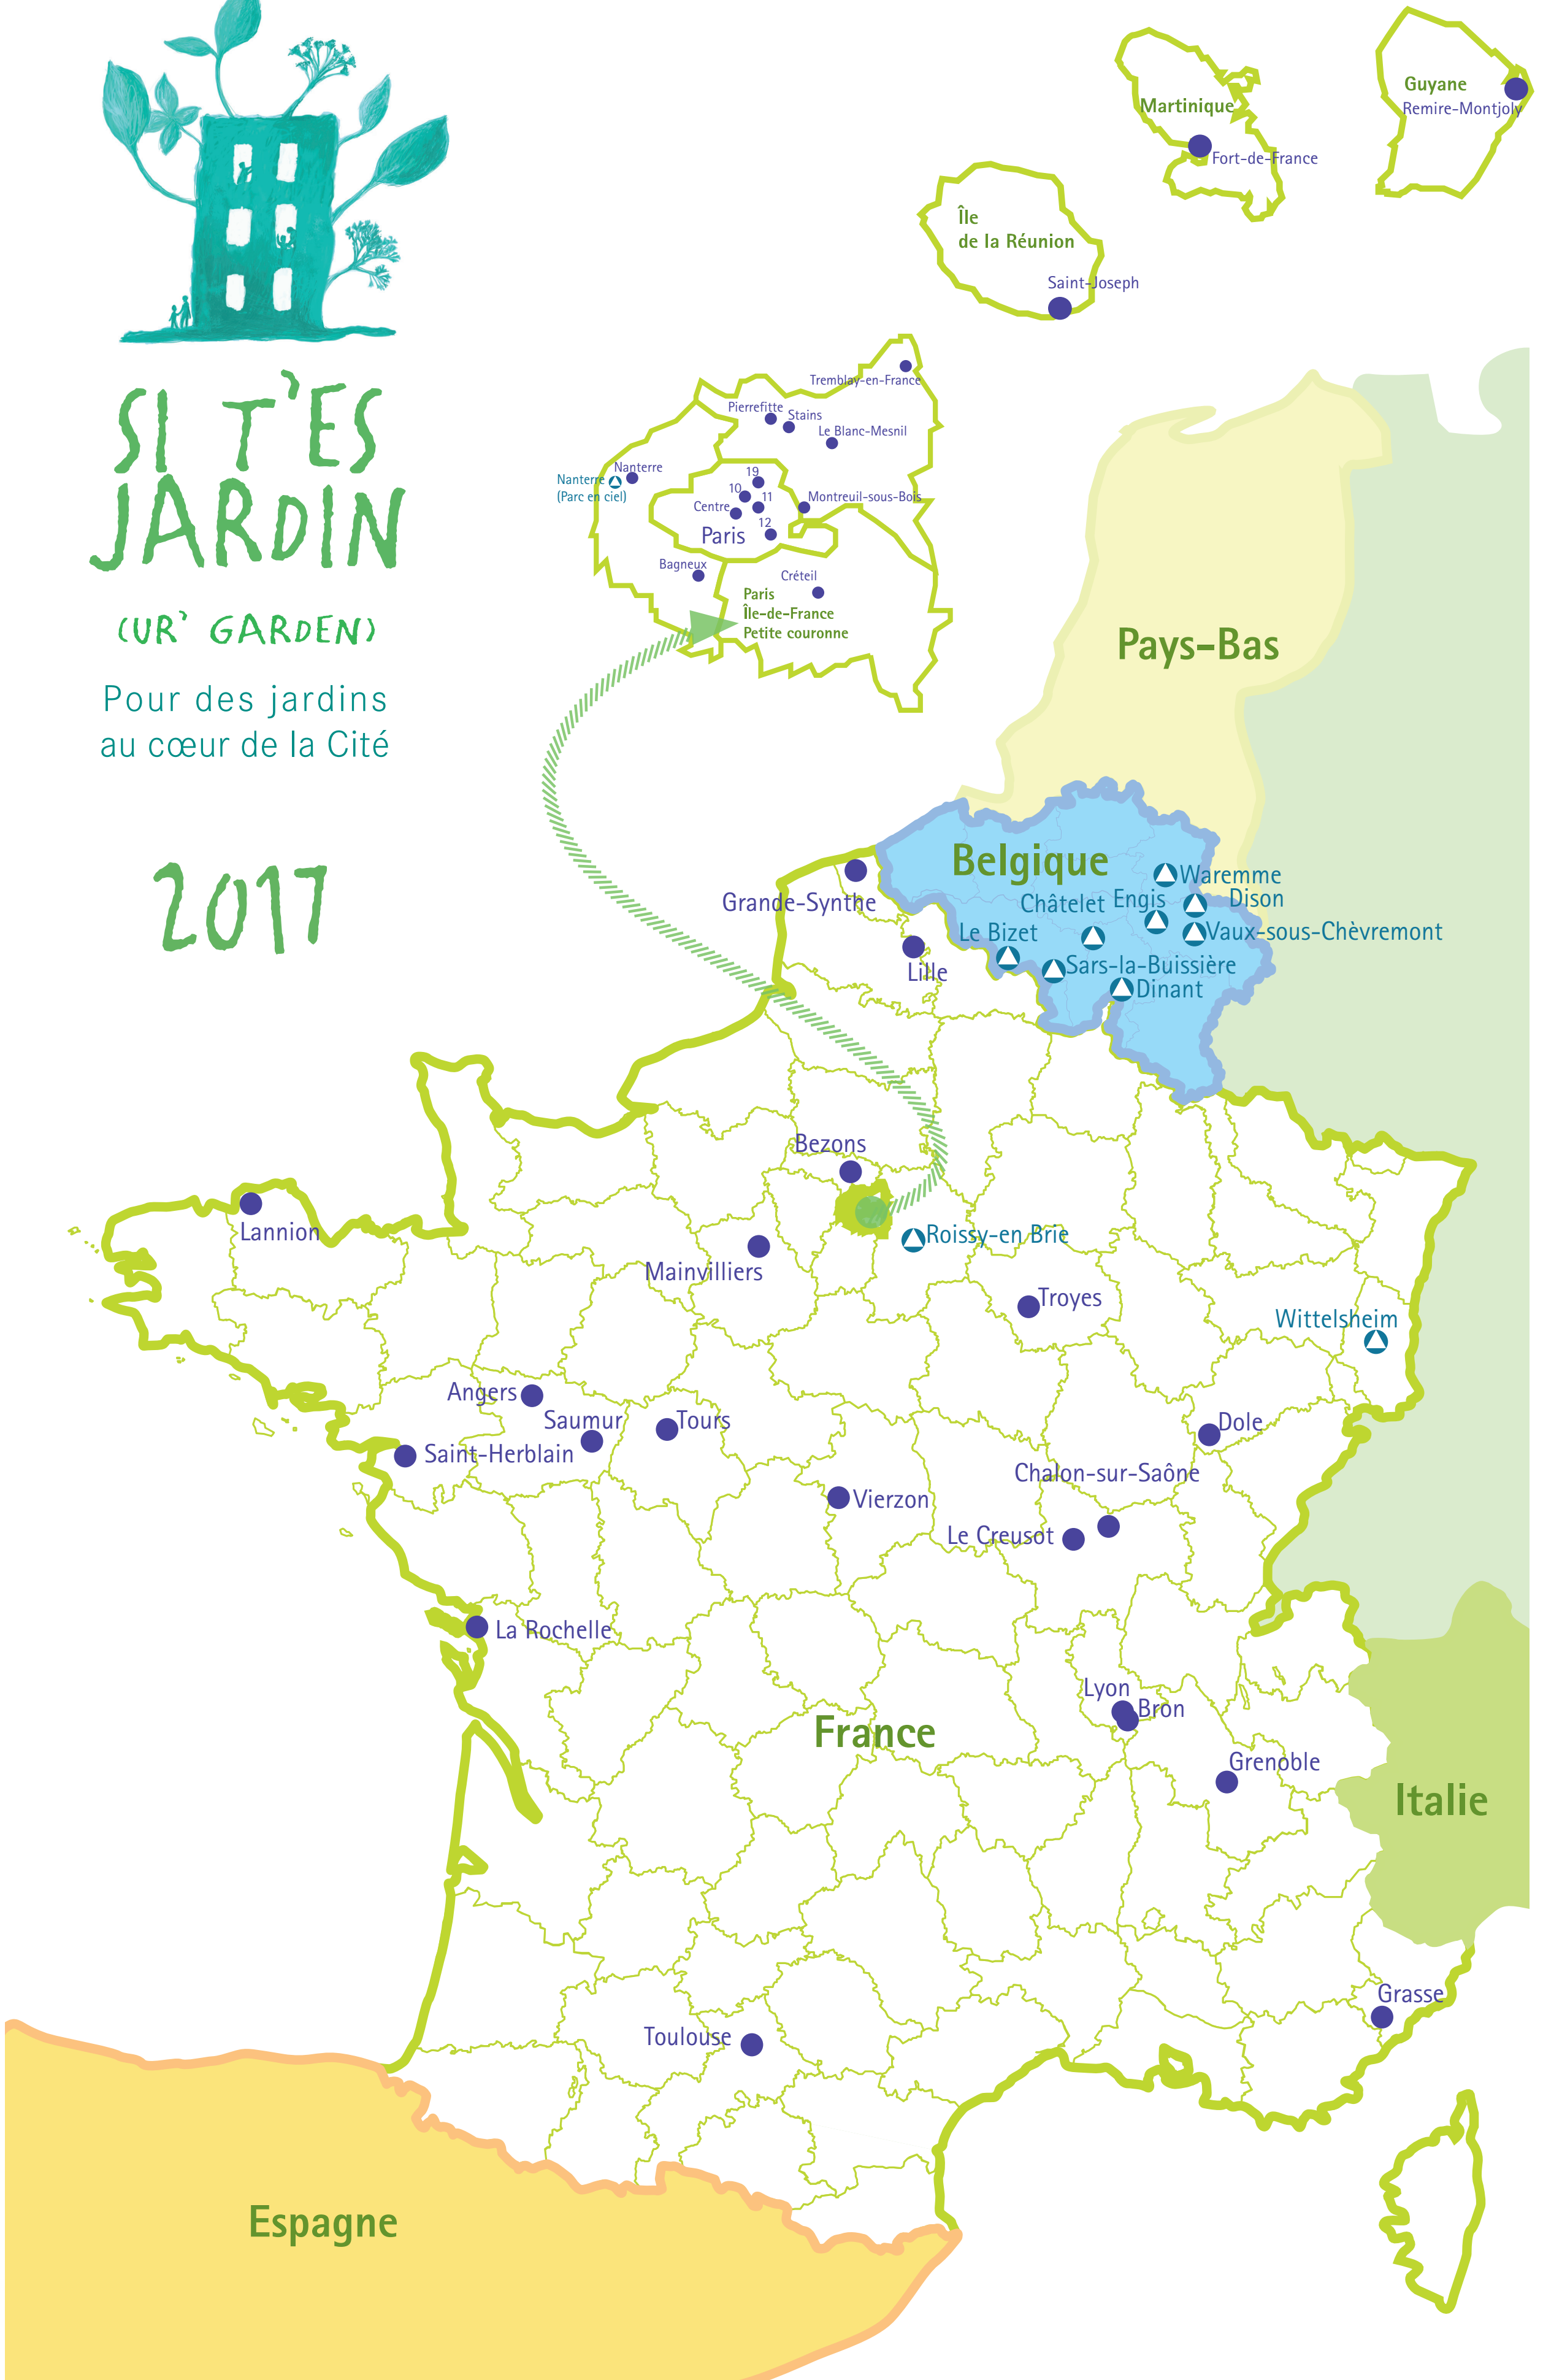 SI T'ES
JARDIN
(UR' GARDEN)
Pour des jardins
au cœur de la Cité
2017
Martinique
Fort-de-France
Guyane
Remire-Montjoly
Île
de la Réunion
Saint-Joseph
Tremblay-en-France
Pierrefitte
Stains
Le Blanc-Mesnil
Nanterre
Nanterre
(Parc en ciel)
19
10
11
Centre
12
Paris
Montreuil-sous-Bois
Bagneux
Créteil
Paris
Île-de-France
Petite couronne
Pays-Bas
Belgique
Waremme
Dison
Engis
Châtelet
Vaux-sous-Chèvremont
Le Bizet
Sars-la-Buissière
Dinant
Grande-Synthe
Lille
Bezons
Lannion
Roissy-en Brie
Mainvilliers
Troyes
Wittelsheim
Angers
Saumur
Tours
Saint-Herblain
Dole
Chalon-sur-Saône
Vierzon
Le Creusot
La Rochelle
Lyon
Bron
France
Grenoble
Italie
Grasse
Toulouse
Espagne